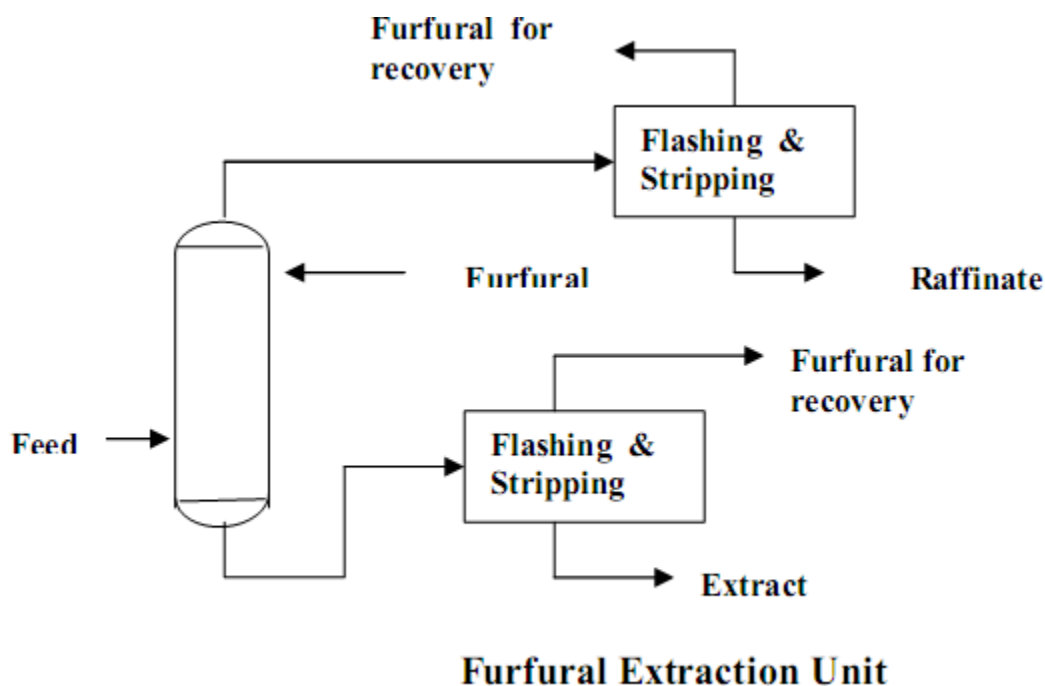 Furfural for
recovery
Flashing &
Stripping
Furfural
Raffinate
Furfural for
recovery
Feed
Flashing &
Stripping
Extract
Furfural Extraction Unit